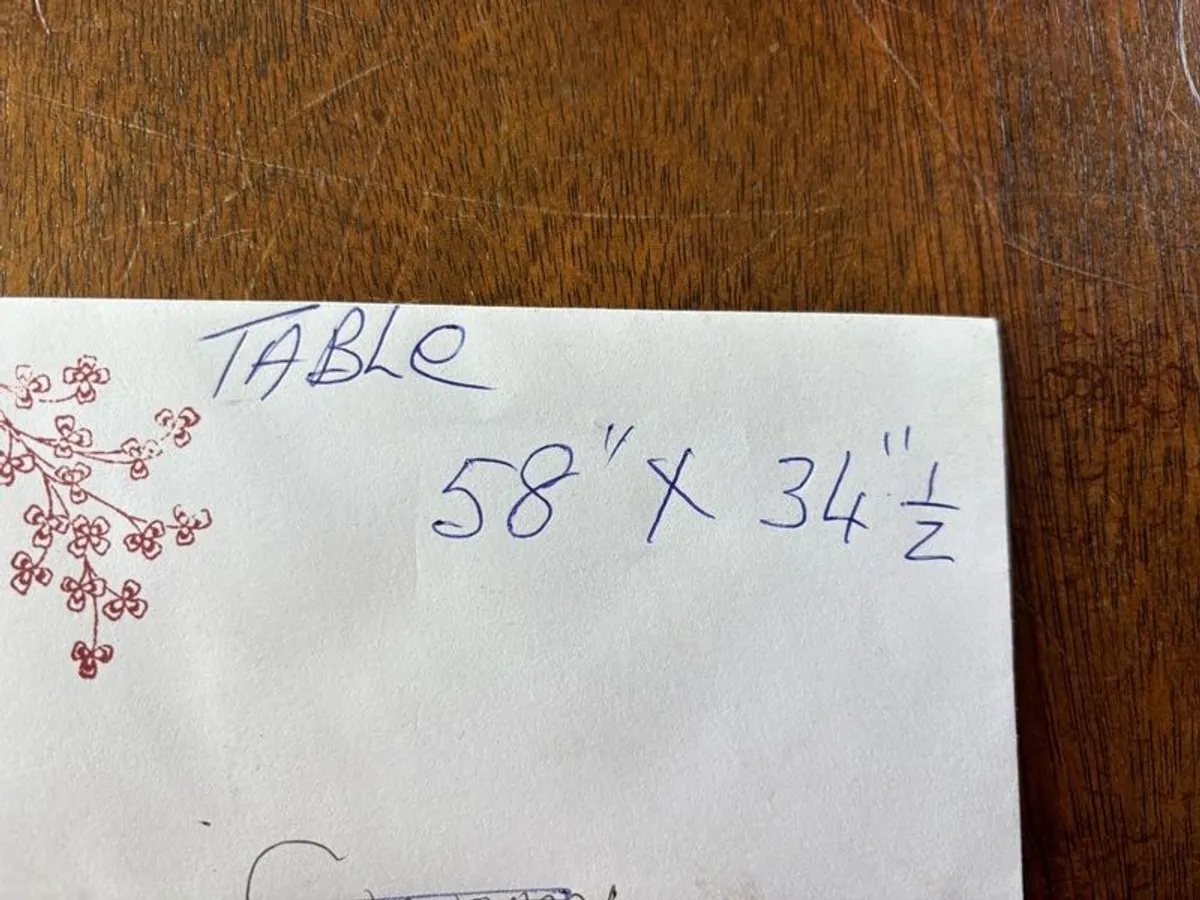 TABLe
58" X 34" 1/2